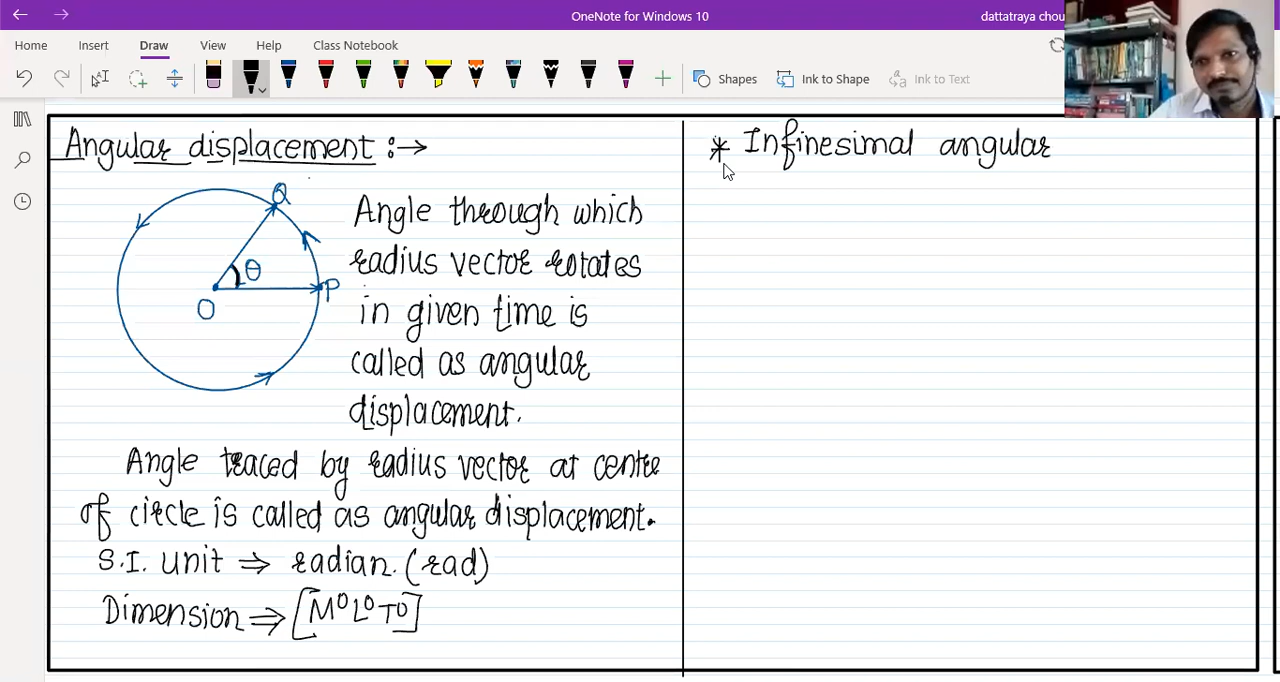 OneNote for Windows 10
dattatraya chou
Home Insert Draw View Help Class Notebook
Shapes Ink to Shape Ink to Text
Angular displacement :→
Q
θ
O
P
Angle through which
radius vector rotates
in given time is
called as angular
displacement.
Angle traced by radius vector at centre
of circle is called as angular displacement.
S.I. unit ⇒ radian. (rad)
Dimension ⇒ [M⁰L⁰T⁰]
* Infinesimal angular